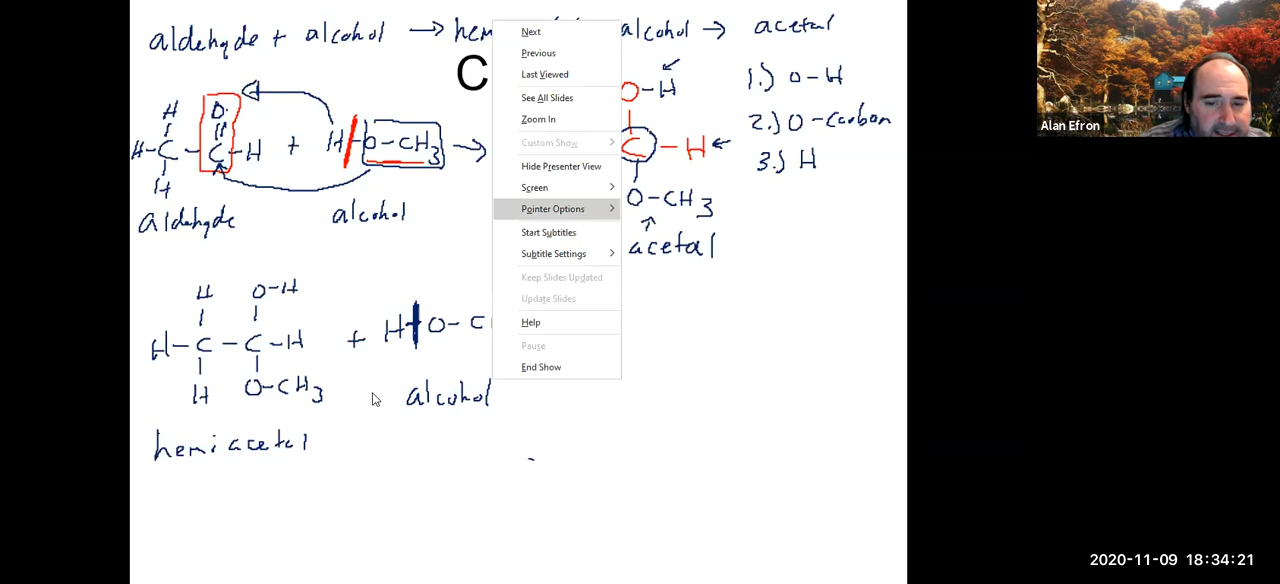 aldehyde + alcohol → hem alcohol → acetal
C
1.) O-H
2.) O-Carbon
3.) H
H O O-H
H-C-C-H + H-O-CH3 → C-H
H O-CH3
aldehyde alcohol acetal
H O-H
H-C-C-H + H O-C
H O-CH3
alcohol
hemiacetal
Next
Previous
Last Viewed
See All Slides
Zoom In
Custom Show
Hide Presenter View
Screen
Pointer Options
Start Subtitles
Subtitle Settings
Keep Slides Updated
Update Slides
Help
Pause
End Show
Alan Efron
2020-11-09 18:34:21